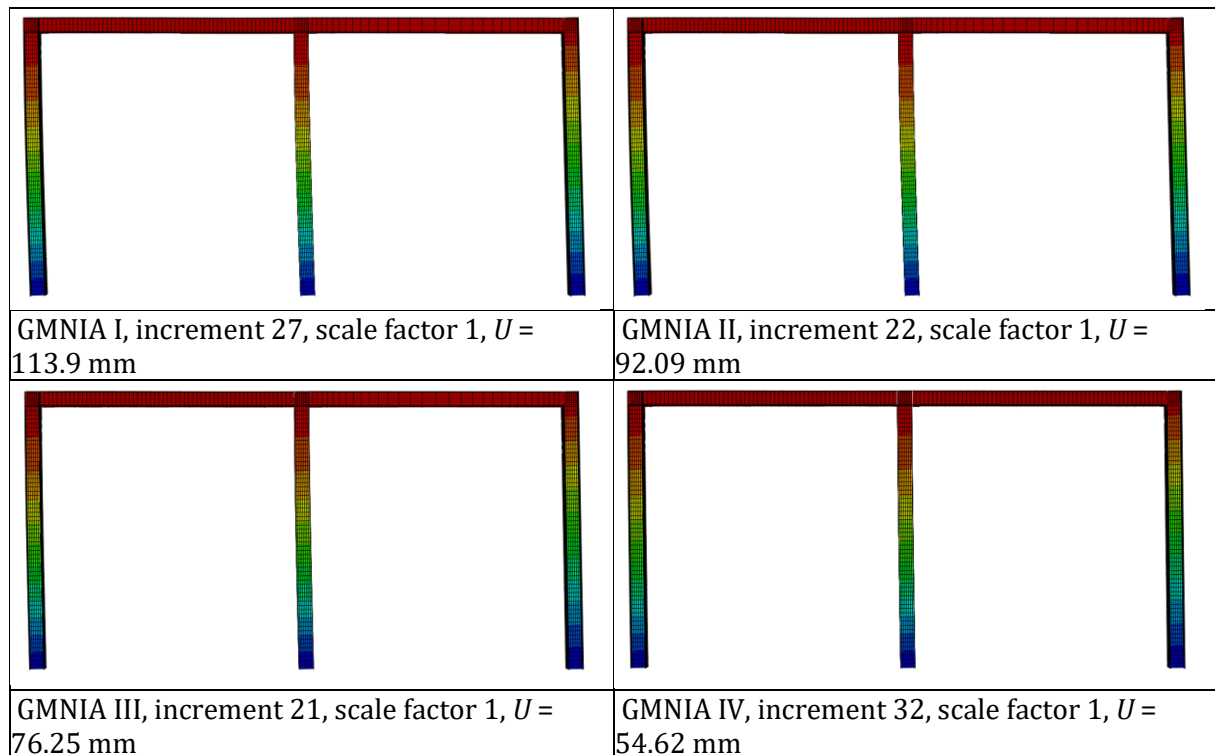 GMNIA I, increment 27, scale factor 1, U =
113.9 mm
GMNIA II, increment 22, scale factor 1, U =
92.09 mm
GMNIA III, increment 21, scale factor 1, U =
76.25 mm
GMNIA IV, increment 32, scale factor 1, U =
54.62 mm